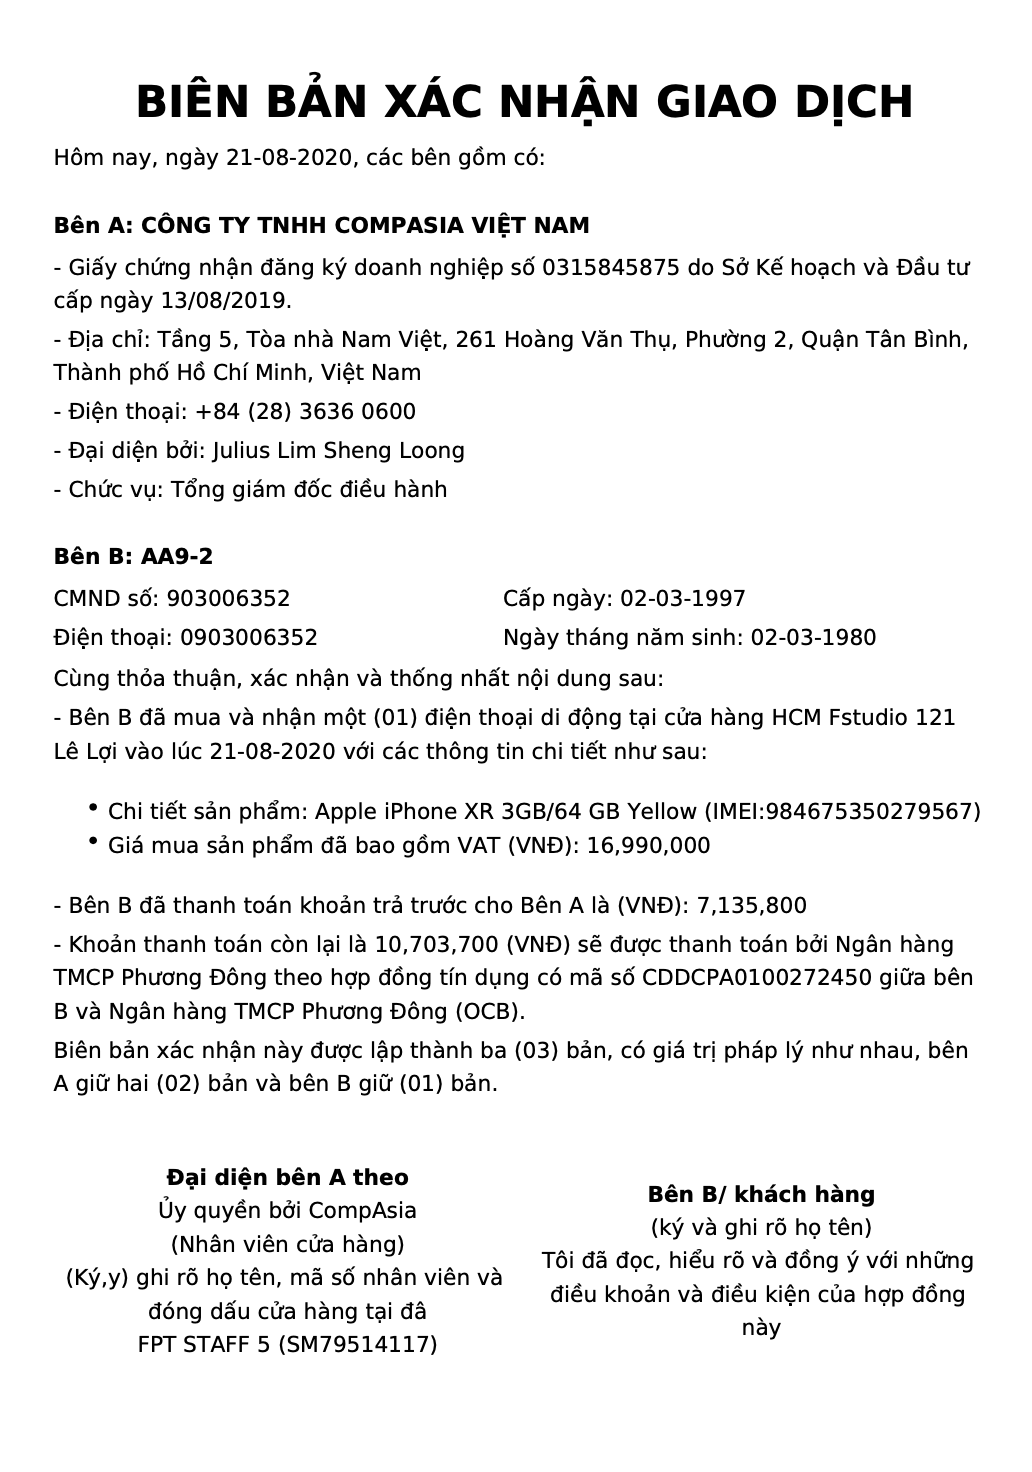 BIÊN BẢN XÁC NHẬN GIAO DỊCH
Hôm nay, ngày 21-08-2020, các bên gồm có:
Bên A: CÔNG TY TNHH COMPASIA VIỆT NAM
- Giấy chứng nhận đăng ký doanh nghiệp số 0315845875 do Sở Kế hoạch và Đầu tư
cấp ngày 13/08/2019.
- Địa chỉ: Tầng 5, Tòa nhà Nam Việt, 261 Hoàng Văn Thụ, Phường 2, Quận Tân Bình,
Thành phố Hồ Chí Minh, Việt Nam
- Điện thoại: +84 (28) 3636 0600
- Đại diện bởi: Julius Lim Sheng Loong
- Chức vụ: Tổng giám đốc điều hành
Bên B: AA9-2
CMND số: 903006352 Cấp ngày: 02-03-1997
Điện thoại: 0903006352 Ngày tháng năm sinh: 02-03-1980
Cùng thỏa thuận, xác nhận và thống nhất nội dung sau:
- Bên B đã mua và nhận một (01) điện thoại di động tại cửa hàng HCM Fstudio 121
Lê Lợi vào lúc 21-08-2020 với các thông tin chi tiết như sau:
• Chi tiết sản phẩm: Apple iPhone XR 3GB/64 GB Yellow (IMEI:984675350279567)
• Giá mua sản phẩm đã bao gồm VAT (VNĐ): 16,990,000
- Bên B đã thanh toán khoản trả trước cho Bên A là (VNĐ): 7,135,800
- Khoản thanh toán còn lại là 10,703,700 (VNĐ) sẽ được thanh toán bởi Ngân hàng
TMCP Phương Đông theo hợp đồng tín dụng có mã số CDDCPA0100272450 giữa bên
B và Ngân hàng TMCP Phương Đông (OCB).
Biên bản xác nhận này được lập thành ba (03) bản, có giá trị pháp lý như nhau, bên
A giữ hai (02) bản và bên B giữ (01) bản.
Đại diện bên A theo
Ủy quyền bởi CompAsia
(Nhân viên cửa hàng)
(Ký,y) ghi rõ họ tên, mã số nhân viên và
đóng dấu cửa hàng tại đâ
FPT STAFF 5 (SM79514117)
Bên B/ khách hàng
(ký và ghi rõ họ tên)
Tôi đã đọc, hiểu rõ và đồng ý với những
điều khoản và điều kiện của hợp đồng
này